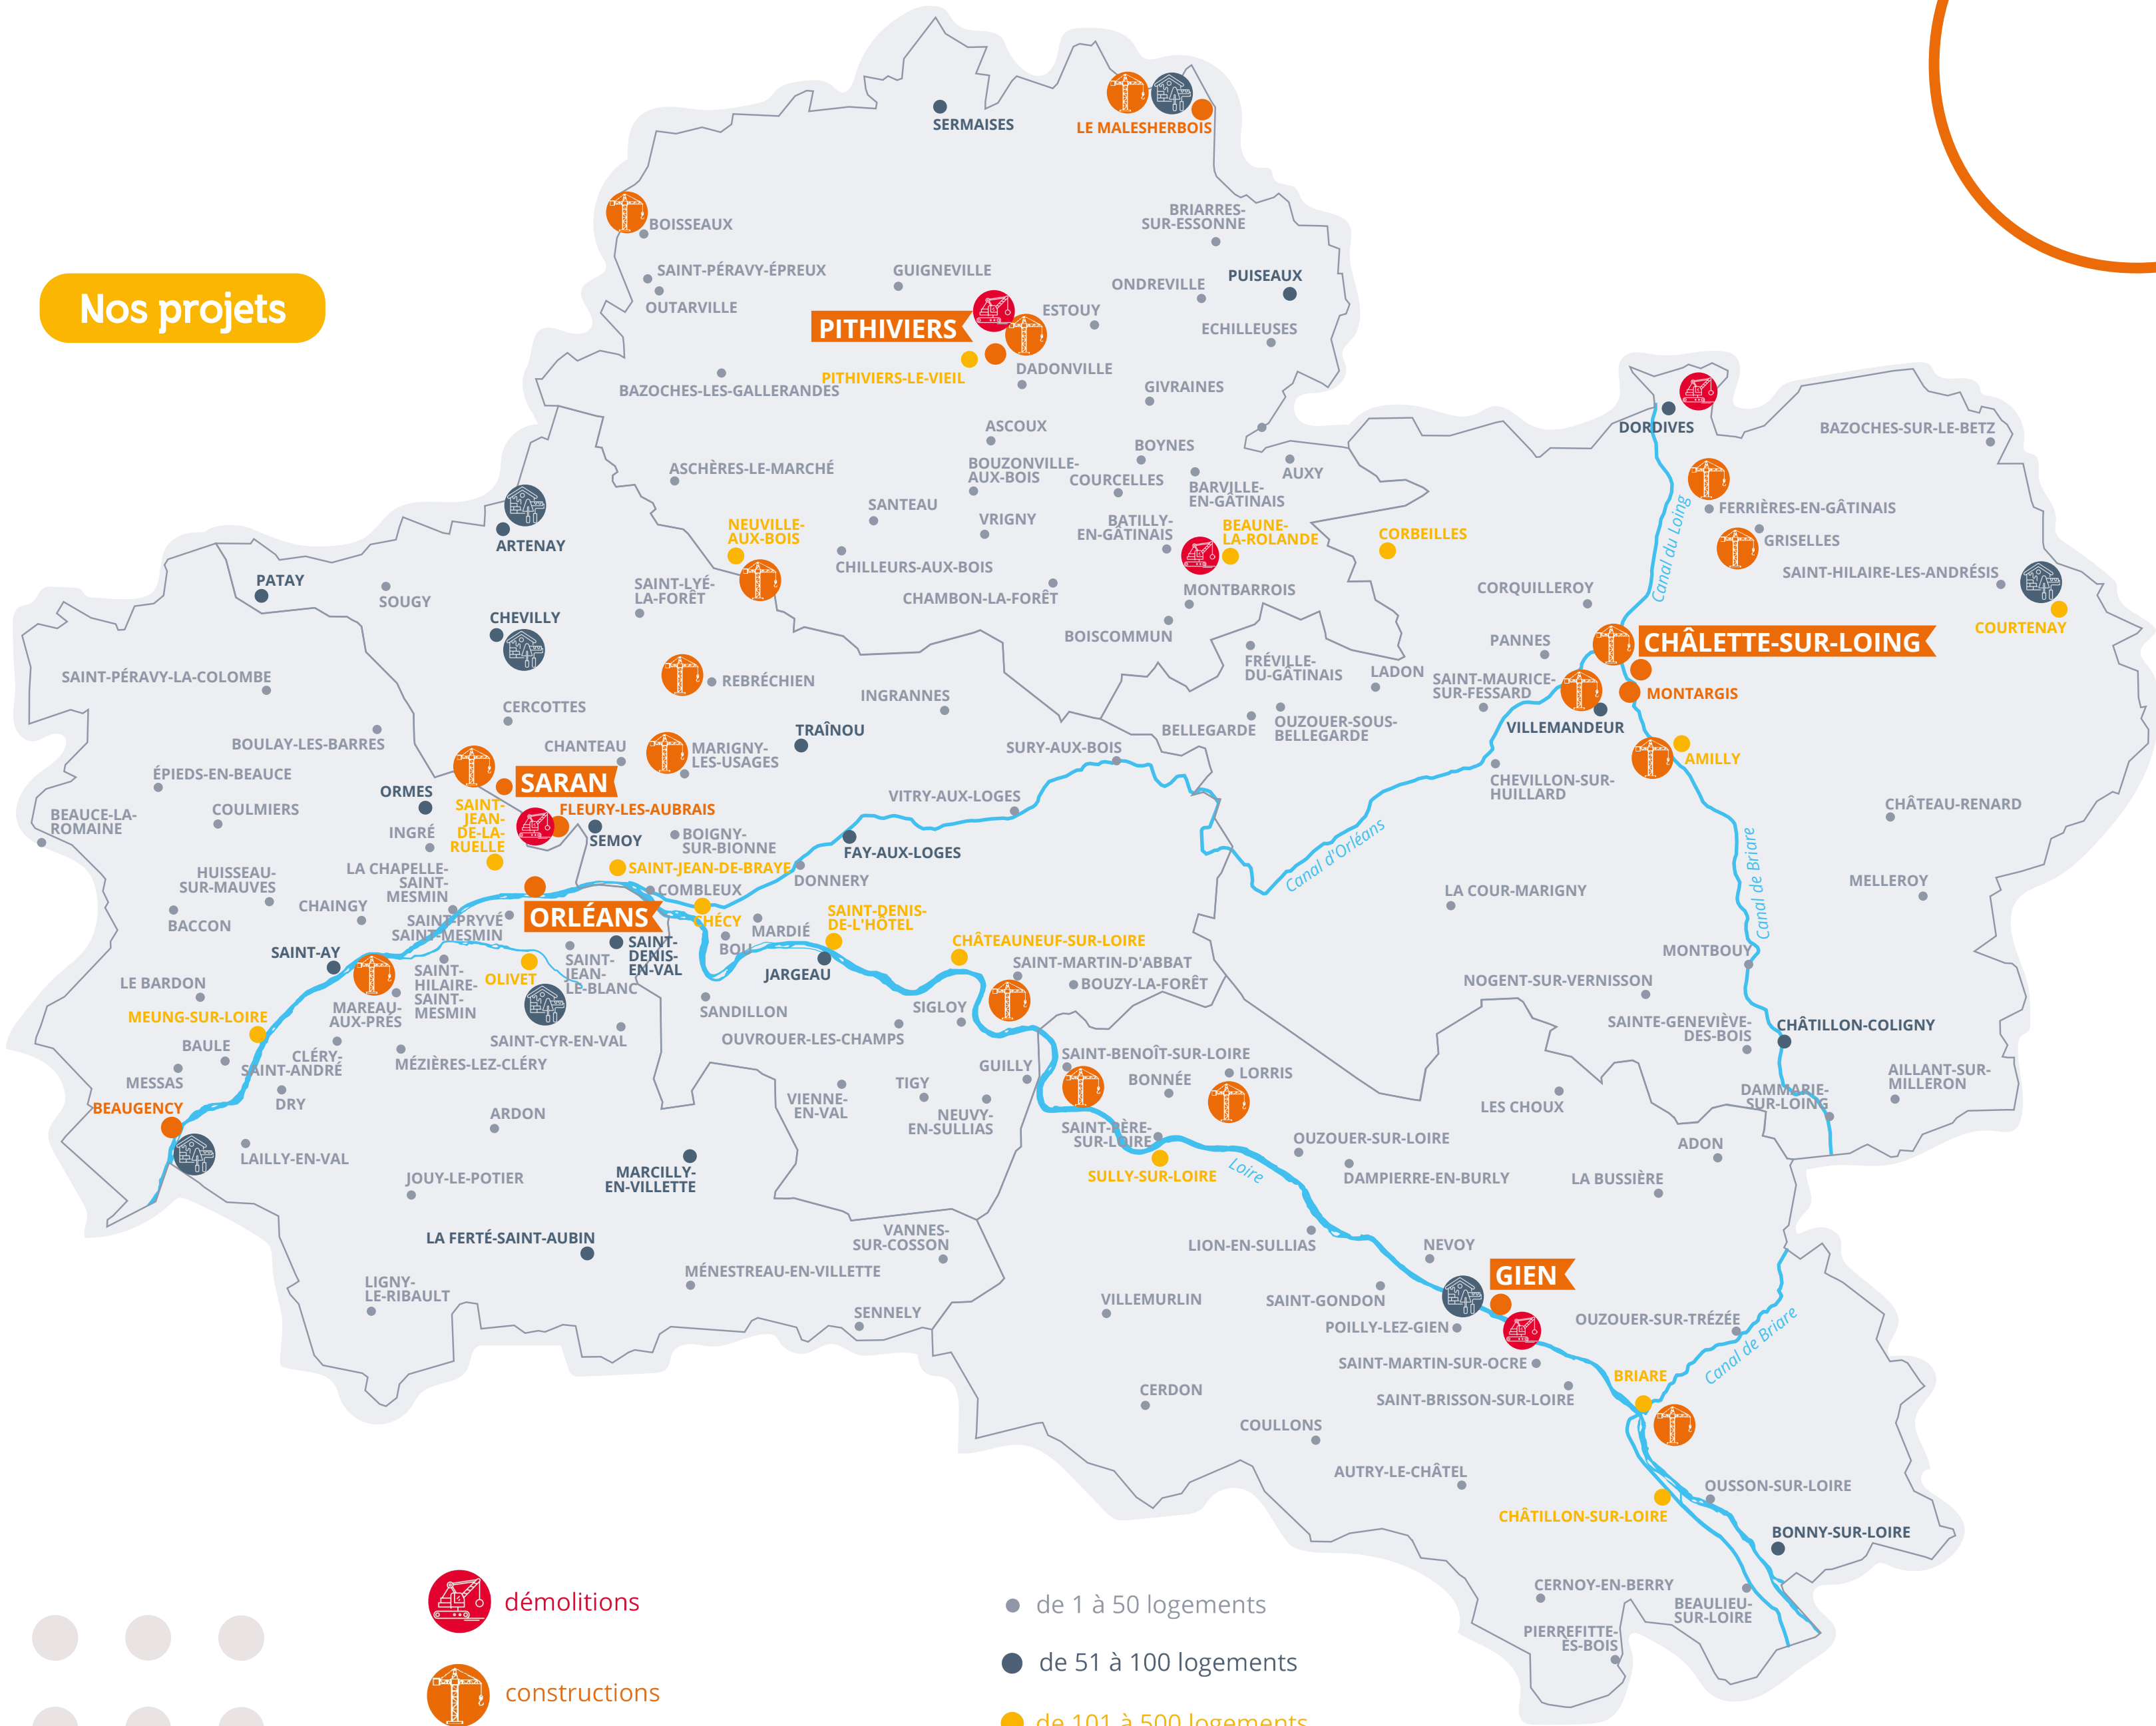 SERMAISES
LE MALESHERBOIS
BOISSEAUX
BRIARRES-
SUR-ESSONNE
SAINT-PÉRAVY-ÉPREUX
GUIGNEVILLE
PUISEAUX
ONDREVILLE
Nos projets
OUTARVILLE
ESTOUY
PITHIVIERS
ECHILLEUSES
DADONVILLE
PITHIVIERS-LE-VIEIL
BAZOCHES-LES-GALLERANDES
GIVRAINES
DORDIVES
BAZOCHES-SUR-LE-BETZ
ASCOUX
BOYNES
ASCHÈRES-LE-MARCHÉ
BOUZONVILLE-
AUX-BOIS
COURCELLES
AUXY
BARVILLE-
EN-GÂTINAIS
SANTEAU
FERRIÈRES-EN-GÂTINAIS
VRIGNY
BATILLY-
EN-GÂTINAIS
BEAUNE-
LA-ROLANDE
CORBEILLES
NEUVILLE-
AUX-BOIS
GRISELLES
ARTENAY
Canal du Loing
CHILLEURS-AUX-BOIS
SAINT-HILAIRE-LES-ANDRÉSIS
PATAY
SOUGY
SAINT-LYÉ-
LA-FORÊT
CHAMBON-LA-FORÊT
MONTBARROIS
CORQUILLEROY
CHEVILLY
BOISCOMMUN
COURTENAY
PANNES
CHÂLETTE-SUR-LOING
FRÉVILLE-
DU-GÂTINAIS
LADON
SAINT-MAURICE-
SUR-FESSARD
MONTARGIS
SAINT-PÉRAVY-LA-COLOMBE
REBRÉCHIEN
INGRANNES
CERCOTTES
BELLEGARDE
OUZOUER-SOUS-
BELLEGARDE
VILLEMANDEUR
TRAÎNOU
BOULAY-LES-BARRES
CHANTEAU
MARIGNY-
LES-USAGES
SURY-AUX-BOIS
AMILLY
ÉPIEDS-EN-BEAUCE
SARAN
CHEVILLON-SUR-
HUILLARD
ORMES
VITRY-AUX-LOGES
CHÂTEAU-RENARD
BEAUCE-LA-
ROMAINE
COULMIERS
SAINT-
JEAN-
DE-LA-
RUELLE
FLEURY-LES-AUBRAIS
INGRÉ
SEMOY
BOIGNY-
SUR-BIONNE
FAY-AUX-LOGES
Canal d'Orléans
Canal de Briare
HUISSEAU-
SUR-MAUVES
LA CHAPELLE-
SAINT-
MESMIN
SAINT-JEAN-DE-BRAYE
DONNERY
COMBLEUX
LA COUR-MARIGNY
MELLEROY
CHAINGY
BACCON
SAINT-PRYVÉ
SAINT-MESMIN
ORLÉANS
CHÉCY
MARDIÉ
BOU
SAINT-DENIS-
DE-L'HÔTEL
SAINT-AY
SAINT-
DENIS-
EN-VAL
CHÂTEAUNEUF-SUR-LOIRE
MONTBOUY
SAINT-
JEAN-
LE-BLANC
JARGEAU
SAINT-MARTIN-D'ABBAT
LE BARDON
SAINT-
HILAIRE-
SAINT-
MESMIN
OLIVET
BOUZY-LA-FORÊT
NOGENT-SUR-VERNISSON
MEUNG-SUR-LOIRE
MAREAU-
AUX-PRÉS
SANDILLON
SIGLOY
SAINTE-GENEVIÈVE-
DES-BOIS
CHÂTILLON-COLIGNY
BAULE
SAINT-CYR-EN-VAL
OUVROUER-LES-CHAMPS
CLÉRY-
SAINT-ANDRÉ
MÉZIÈRES-LEZ-CLÉRY
GUILLY
SAINT-BENOÎT-SUR-LOIRE
MESSAS
BONNÉE
LORRIS
AILLANT-SUR-
MILLERON
BEAUGENCY
DRY
ARDON
VIENNE-
EN-VAL
TIGY
NEUVY-
EN-SULLIAS
LES CHOUX
DAMMARIE-
SUR-LOING
SAINT-PÈRE-
SUR-LOIRE
OUZOUER-SUR-LOIRE
ADON
LAILLY-EN-VAL
JOUY-LE-POTIER
MARCILLY-
EN-VILLETTE
SULLY-SUR-LOIRE
Loire
DAMPIERRE-EN-BURLY
LA BUSSIÈRE
LA FERTÉ-SAINT-AUBIN
VANNES-
SUR-COSSON
LION-EN-SULLIAS
NEVOY
MÉNESTREAU-EN-VILLETTE
GIEN
LIGNY-
LE-RIBAULT
VILLEMURLIN
SAINT-GONDON
SENNELY
POILLY-LEZ-GIEN
OUZOUER-SUR-TRÉZÉE
Canal de Briare
SAINT-MARTIN-SUR-OCRE
BRIARE
CERDON
SAINT-BRISSON-SUR-LOIRE
COULLONS
AUTRY-LE-CHÂTEL
OUSSON-SUR-LOIRE
CHÂTILLON-SUR-LOIRE
BONNY-SUR-LOIRE
CERNOY-EN-BERRY
BEAULIEU-
SUR-LOIRE
PIERREFITTE-
ÈS-BOIS
démolitions
constructions
de 1 à 50 logements
de 51 à 100 logements
de 101 à 500 logements